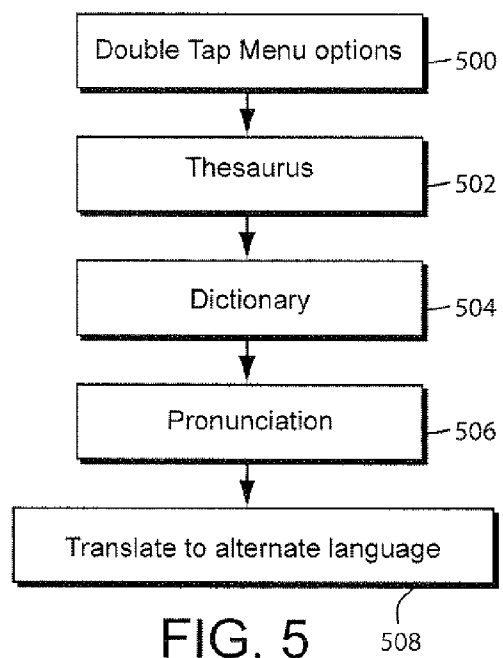 Double Tap Menu options
500
Thesaurus
502
Dictionary
504
Pronunciation
506
Translate to alternate language
508
FIG. 5